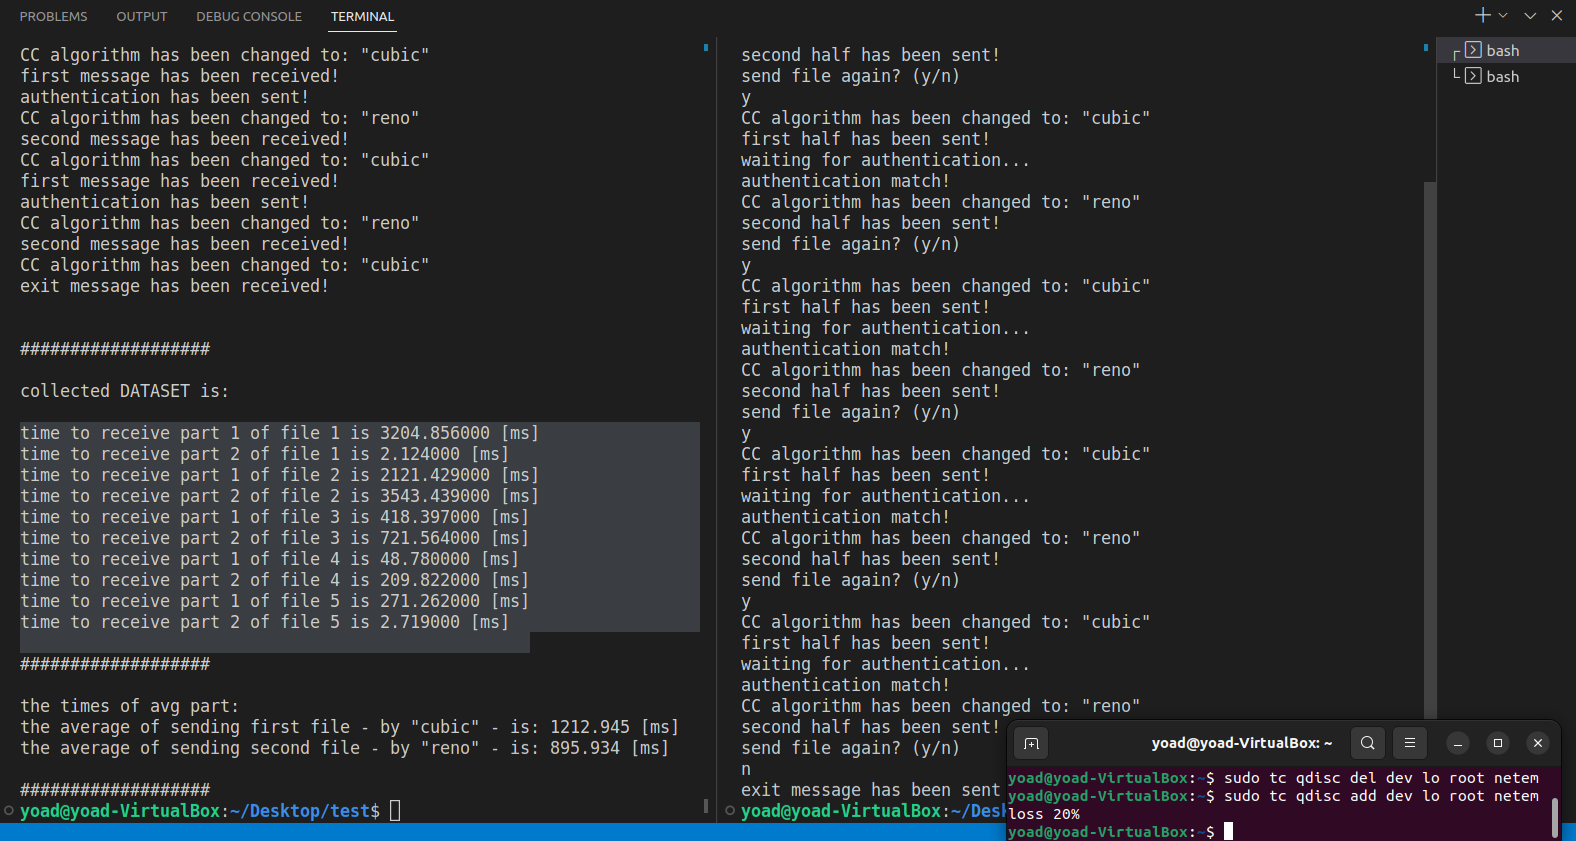 PROBLEMS OUTPUT DEBUG CONSOLE TERMINAL
CC algorithm has been changed to: "cubic"
first message has been received!
authentication has been sent!
CC algorithm has been changed to: "reno"
second message has been received!
CC algorithm has been changed to: "cubic"
first message has been received!
authentication has been sent!
CC algorithm has been changed to: "reno"
second message has been received!
CC algorithm has been changed to: "cubic"
exit message has been received!
###################
collected DATASET is:
time to receive part 1 of file 1 is 3204.856000 [ms]
time to receive part 2 of file 1 is 2.124000 [ms]
time to receive part 1 of file 2 is 2121.429000 [ms]
time to receive part 2 of file 2 is 3543.439000 [ms]
time to receive part 1 of file 3 is 418.397000 [ms]
time to receive part 2 of file 3 is 721.564000 [ms]
time to receive part 1 of file 4 is 48.780000 [ms]
time to receive part 2 of file 4 is 209.822000 [ms]
time to receive part 1 of file 5 is 271.262000 [ms]
time to receive part 2 of file 5 is 2.719000 [ms]
###################
the times of avg part:
the average of sending first file - by "cubic" - is: 1212.945 [ms]
the average of sending second file - by "reno" - is: 895.934 [ms]
###################
yoad@yoad-VirtualBox:~/Desktop/test$
second half has been sent!
send file again? (y/n)
y
CC algorithm has been changed to: "cubic"
first half has been sent!
waiting for authentication...
authentication match!
CC algorithm has been changed to: "reno"
second half has been sent!
send file again? (y/n)
y
CC algorithm has been changed to: "cubic"
first half has been sent!
waiting for authentication...
authentication match!
CC algorithm has been changed to: "reno"
second half has been sent!
send file again? (y/n)
y
CC algorithm has been changed to: "cubic"
first half has been sent!
waiting for authentication...
authentication match!
CC algorithm has been changed to: "reno"
second half has been sent!
send file again? (y/n)
y
CC algorithm has been changed to: "cubic"
first half has been sent!
waiting for authentication...
authentication match!
CC algorithm has been changed to: "reno"
second half has been sent!
send file again? (y/n)
n
exit message has been sent
yoad@yoad-VirtualBox:~/Desk
bash
bash
yoad@yoad-VirtualBox: ~
yoad@yoad-VirtualBox:~$ sudo tc qdisc del dev lo root netem
yoad@yoad-VirtualBox:~$ sudo tc qdisc add dev lo root netem
loss 20%
yoad@yoad-VirtualBox:~$